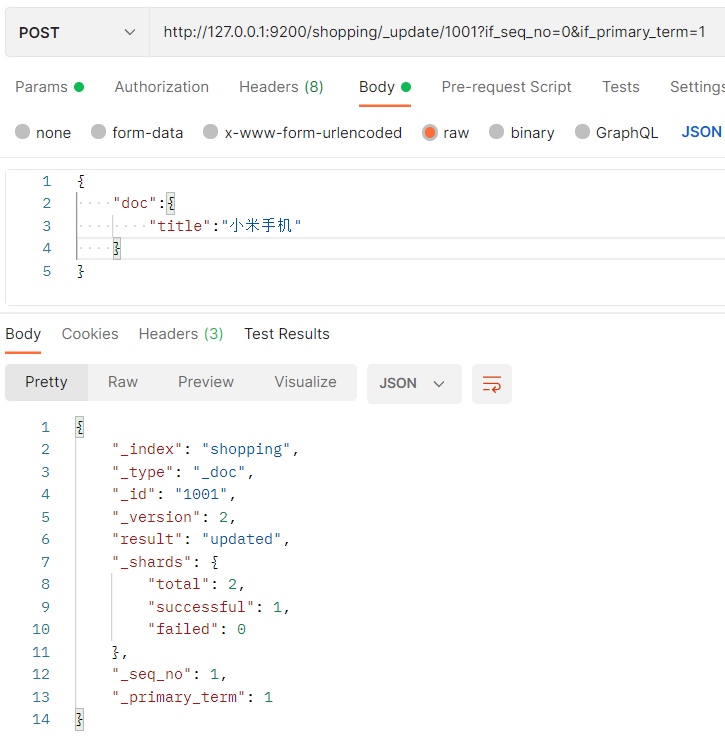 POST http://127.0.0.1:9200/shopping/_update/1001?if_seq_no=0&if_primary_term=1
Params Authorization Headers (8) Body Pre-request Script Tests Settings
none form-data x-www-form-urlencoded raw binary GraphQL JSON
1 {
2 ····"doc":{
3 ········"title":"小米手机"
4 ····}
5 }
Body Cookies Headers (3) Test Results
Pretty Raw Preview Visualize JSON
1 {
2 "_index": "shopping",
3 "_type": "_doc",
4 "_id": "1001",
5 "_version": 2,
6 "result": "updated",
7 "_shards": {
8 "total": 2,
9 "successful": 1,
10 "failed": 0
11 },
12 "_seq_no": 1,
13 "_primary_term": 1
14 }